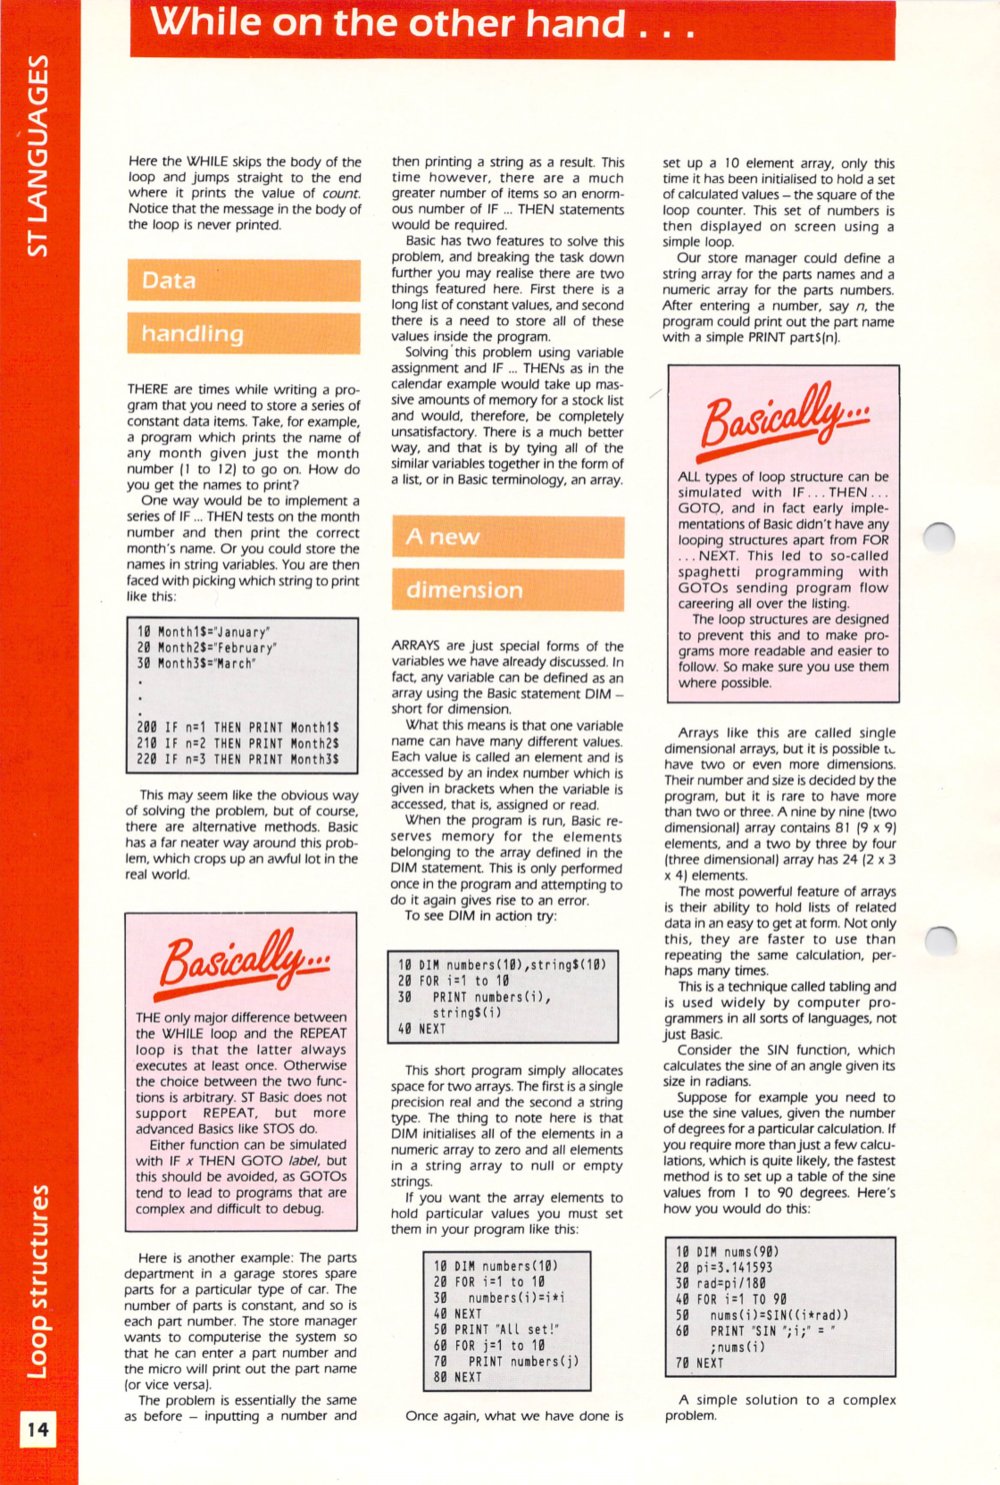 While on the other hand . . .
ST LANGUAGES
Here the WHILE skips the body of the
loop and jumps straight to the end
where it prints the value of count.
Notice that the message in the body of
the loop is never printed.
Data
handling
THERE are times while writing a pro-
gram that you need to store a series of
constant data items. Take, for example,
a program which prints the name of
any month given just the month
number (1 to 12) to go on. How do
you get the names to print?
One way would be to implement a
series of IF ... THEN tests on the month
number and then print the correct
month's name. Or you could store the
names in string variables. You are then
faced with picking which string to print
like this:
10 Month1$="January"
20 Month2$="February"
30 Month3$="March"
.
.
.
200 IF n=1 THEN PRINT Month1$
210 IF n=2 THEN PRINT Month2$
220 IF n=3 THEN PRINT Month3$
This may seem like the obvious way
of solving the problem, but of course,
there are alternative methods. Basic
has a far neater way around this prob-
lem, which crops up an awful lot in the
real world.
Basically...
THE only major difference between
the WHILE loop and the REPEAT
loop is that the latter always
executes at least once. Otherwise
the choice between the two func-
tions is arbitrary. ST Basic does not
support REPEAT, but more
advanced Basics like STOS do.
Either function can be simulated
with IF x THEN GOTO label, but
this should be avoided, as GOTOs
tend to lead to programs that are
complex and difficult to debug.
Here is another example: The parts
department in a garage stores spare
parts for a particular type of car. The
number of parts is constant, and so is
each part number. The store manager
wants to computerise the system so
that he can enter a part number and
the micro will print out the part name
(or vice versa).
The problem is essentially the same
as before – inputting a number and
then printing a string as a result. This
time however, there are a much
greater number of items so an enorm-
ous number of IF ... THEN statements
would be required.
Basic has two features to solve this
problem, and breaking the task down
further you may realise there are two
things featured here. First there is a
long list of constant values, and second
there is a need to store all of these
values inside the program.
Solving this problem using variable
assignment and IF ... THENs as in the
calendar example would take up mas-
sive amounts of memory for a stock list
and would, therefore, be completely
unsatisfactory. There is a much better
way, and that is by tying all of the
similar variables together in the form of
a list, or in Basic terminology, an array.
A new
dimension
ARRAYS are just special forms of the
variables we have already discussed. In
fact, any variable can be defined as an
array using the Basic statement DIM –
short for dimension.
What this means is that one variable
name can have many different values.
Each value is called an element and is
accessed by an index number which is
given in brackets when the variable is
accessed, that is, assigned or read.
When the program is run, Basic re-
serves memory for the elements
belonging to the array defined in the
DIM statement. This is only performed
once in the program and attempting to
do it again gives rise to an error.
To see DIM in action try:
10 DIM numbers(10),string$(10)
20 FOR i=1 to 10
30 PRINT numbers(i),
string$(i)
40 NEXT
This short program simply allocates
space for two arrays. The first is a single
precision real and the second a string
type. The thing to note here is that
DIM initialises all of the elements in a
numeric array to zero and all elements
in a string array to null or empty
strings.
If you want the array elements to
hold particular values you must set
them in your program like this:
10 DIM numbers(10)
20 FOR i=1 to 10
30 numbers(i)=i*i
40 NEXT
50 PRINT "All set!"
60 FOR j=1 to 10
70 PRINT numbers(j)
80 NEXT
Once again, what we have done is
set up a 10 element array, only this
time it has been initialised to hold a set
of calculated values – the square of the
loop counter. This set of numbers is
then displayed on screen using a
simple loop.
Our store manager could define a
string array for the parts names and a
numeric array for the parts numbers.
After entering a number, say n, the
program could print out the part name
with a simple PRINT part$(n).
Basically...
ALL types of loop structure can be
simulated with IF...THEN...
GOTO, and in fact early imple-
mentations of Basic didn't have any
looping structures apart from FOR
...NEXT. This led to so-called
spaghetti programming with
GOTOs sending program flow
careering all over the listing.
The loop structures are designed
to prevent this and to make pro-
grams more readable and easier to
follow. So make sure you use them
where possible.
Arrays like this are called single
dimensional arrays, but it is possible to
have two or even more dimensions.
Their number and size is decided by the
program, but it is rare to have more
than two or three. A nine by nine (two
dimensional) array contains 81 (9 x 9)
elements, and a two by three by four
(three dimensional) array has 24 (2 x 3
x 4) elements.
The most powerful feature of arrays
is their ability to hold lists of related
data in an easy to get at form. Not only
this, they are faster to use than
repeating the same calculation, per-
haps many times.
This is a technique called tabling and
is used widely by computer pro-
grammers in all sorts of languages, not
just Basic.
Consider the SIN function, which
calculates the sine of an angle given its
size in radians.
Suppose for example you need to
use the sine values, given the number
of degrees for a particular calculation. If
you require more than just a few calcu-
lations, which is quite likely, the fastest
method is to set up a table of the sine
values from 1 to 90 degrees. Here's
how you would do this:
10 DIM nums(90)
20 pi=3.141593
30 rad=pi/180
40 FOR i=1 TO 90
50 nums(i)=SIN((i*rad))
60 PRINT "SIN ";i;" = "
;nums(i)
70 NEXT
A simple solution to a complex
problem.
Loop structures
14